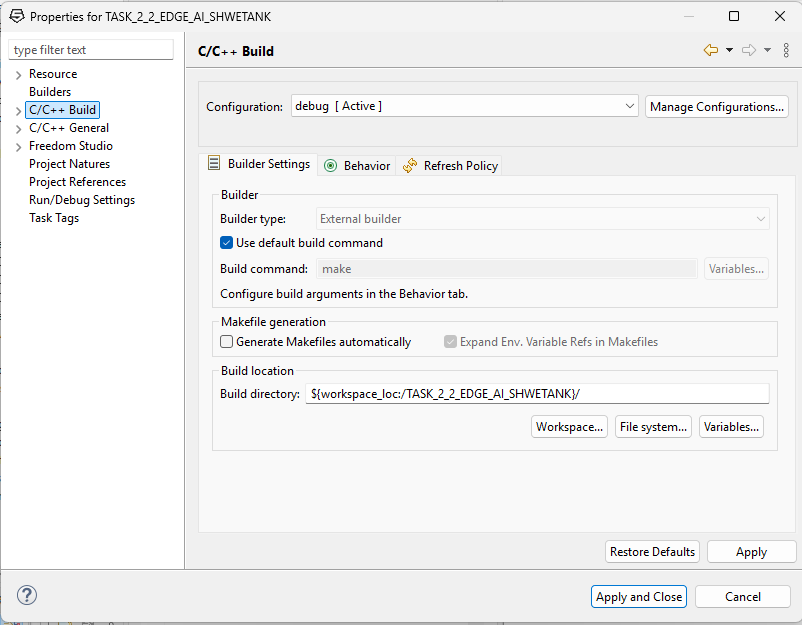 Properties for TASK_2_2_EDGE_AI_SHWETANK
type filter text
Resource
Builders
C/C++ Build
C/C++ General
Freedom Studio
Project Natures
Project References
Run/Debug Settings
Task Tags
C/C++ Build
Configuration: debug [ Active ] Manage Configurations...
Builder Settings Behavior Refresh Policy
Builder
Builder type: External builder
Use default build command
Build command: make Variables...
Configure build arguments in the Behavior tab.
Makefile generation
Generate Makefiles automatically Expand Env. Variable Refs in Makefiles
Build location
Build directory: ${workspace_loc:/TASK_2_2_EDGE_AI_SHWETANK}/
Workspace... File system... Variables...
Restore Defaults Apply
? Apply and Close Cancel